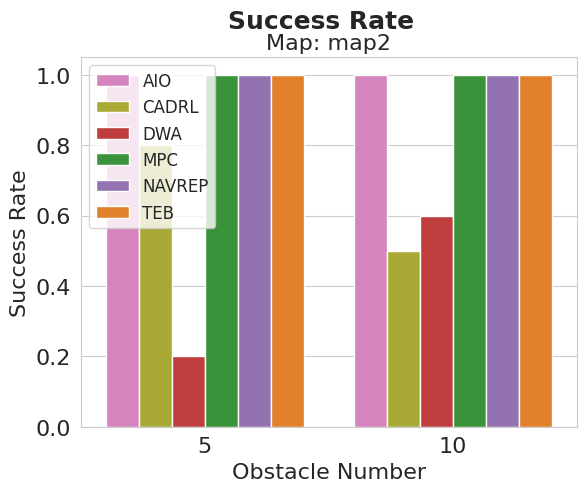 Success Rate
Map: map2
1.0
0.8
0.6
0.4
0.2
0.0
Success Rate
AIO
CADRL
DWA
MPC
NAVREP
TEB
5
10
Obstacle Number